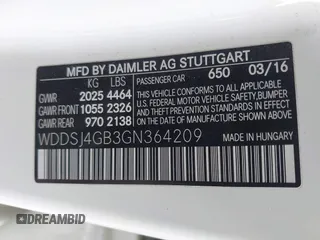 MFD BY DAIMLER AG STUTTGART
KG LBS PASSENGER CAR 650 03/16
GVWR 2025 4464
GAWR FRONT 1055 2326
GAWR REAR 970 2138
THIS VEHICLE CONFORMS TO ALL APPLICABLE
U.S. FEDERAL MOTOR VEHICLE SAFETY, BUMPER,
AND THEFT PREVENTION STANDARDS IN EFFECT ON
THE DATE OF MANUFACTURE SHOWN ABOVE.
WDDSJ4GB3GN364209
MADE IN HUNGARY
DREAMBID